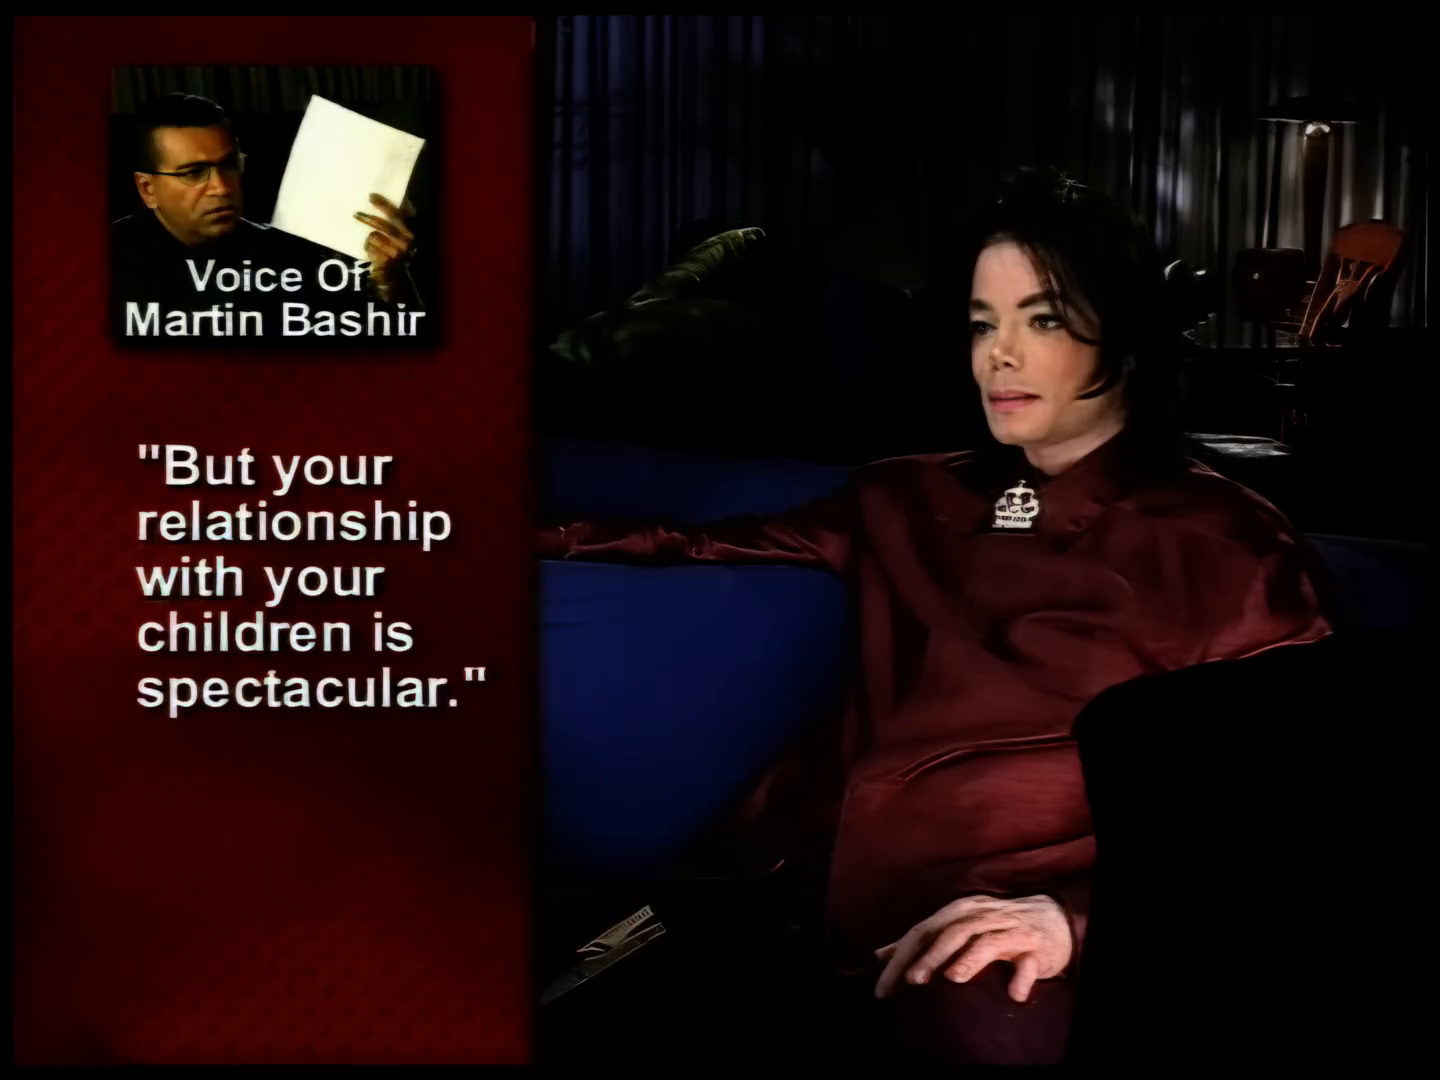 Voice Of
Martin Bashir
"But your
relationship
with your
children is
spectacular."